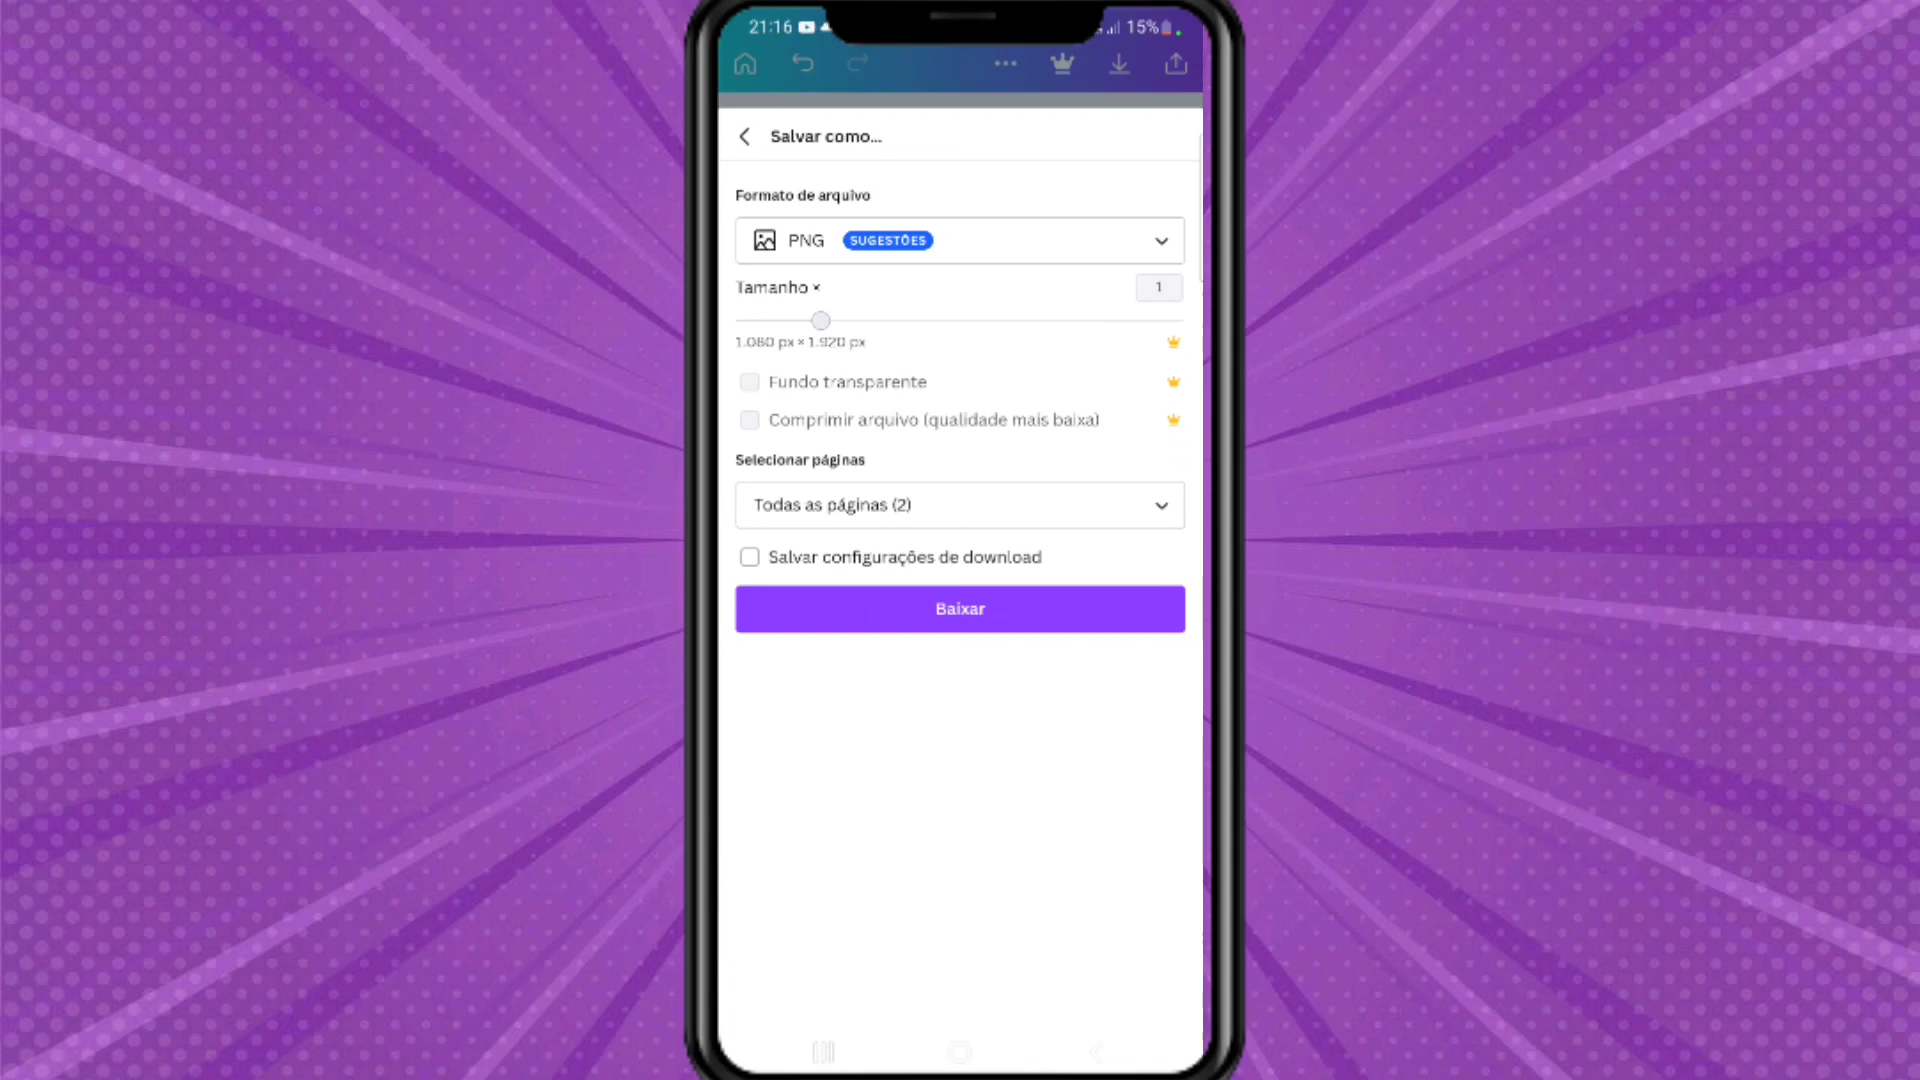 21:16
15%
Salvar como...
Formato de arquivo
PNG SUGESTÕES
Tamanho × 1
1.080 px × 1.920 px
Fundo transparente
Comprimir arquivo (qualidade mais baixa)
Selecionar páginas
Todas as páginas (2)
Salvar configurações de download
Baixar